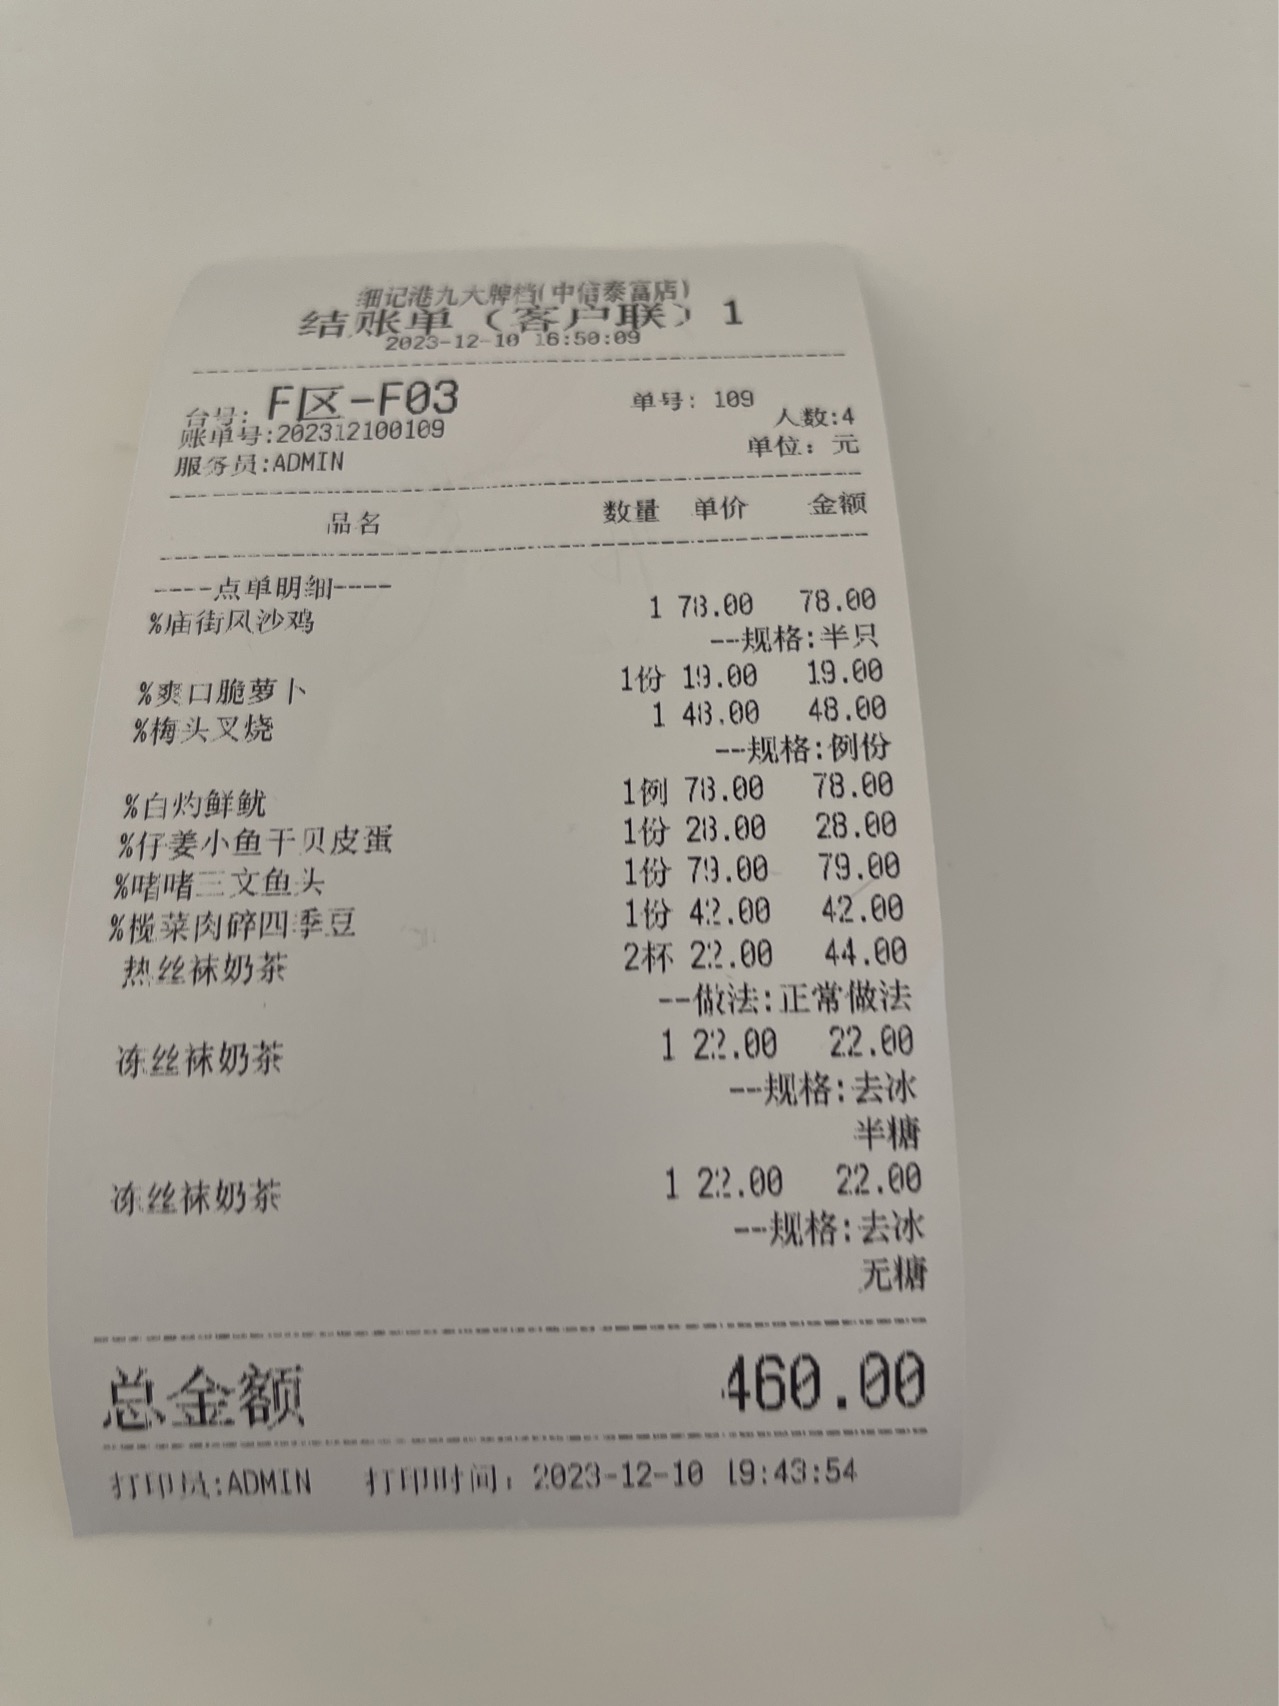 细记港九大牌档(中信泰富店)
结账单（客户联） 1
2023-12-10 16:50:09
台号: F区-F03 单号: 109
人数:4
账单号:202312100109
单位: 元
服务员:ADMIN
品名 数量 单价 金额
----点单明细----
%庙街风沙鸡 1 78.00 78.00
--规格:半只
%爽口脆萝卜 1份 19.00 19.00
%梅头叉烧 1 48.00 48.00
--规格:例份
%白灼鲜鱿 1例 78.00 78.00
%仔姜小鱼干贝皮蛋 1份 28.00 28.00
%啫啫三文鱼头 1份 79.00 79.00
%榄菜肉碎四季豆 1份 42.00 42.00
热丝袜奶茶 2杯 22.00 44.00
--做法:正常做法
冻丝袜奶茶 1 22.00 22.00
--规格:去冰
半糖
冻丝袜奶茶 1 22.00 22.00
--规格:去冰
无糖
总金额 460.00
打印员:ADMIN 打印时间: 2023-12-10 19:43:54